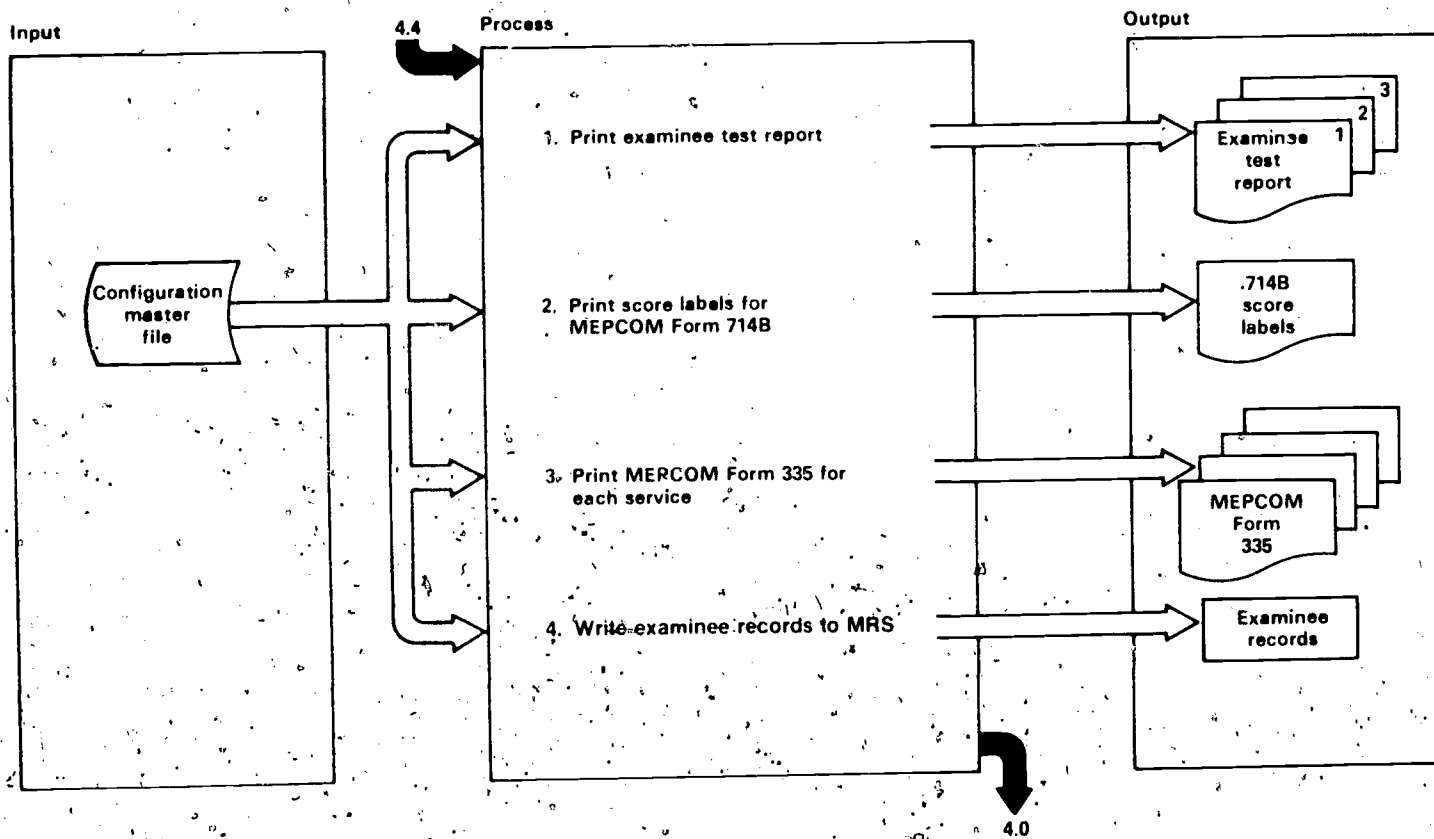 Input
4.4
Process
Output
1. Print examinee test report
3
2
1
Examinee
test
report
Configuration
master
file
2. Print score labels for
MEPCOM Form 714B
.714B
score
labels
3. Print MERCOM Form 335 for
each service
MEPCOM
Form
335
4. Write examinee records to MRS
Examinee
records
4.0